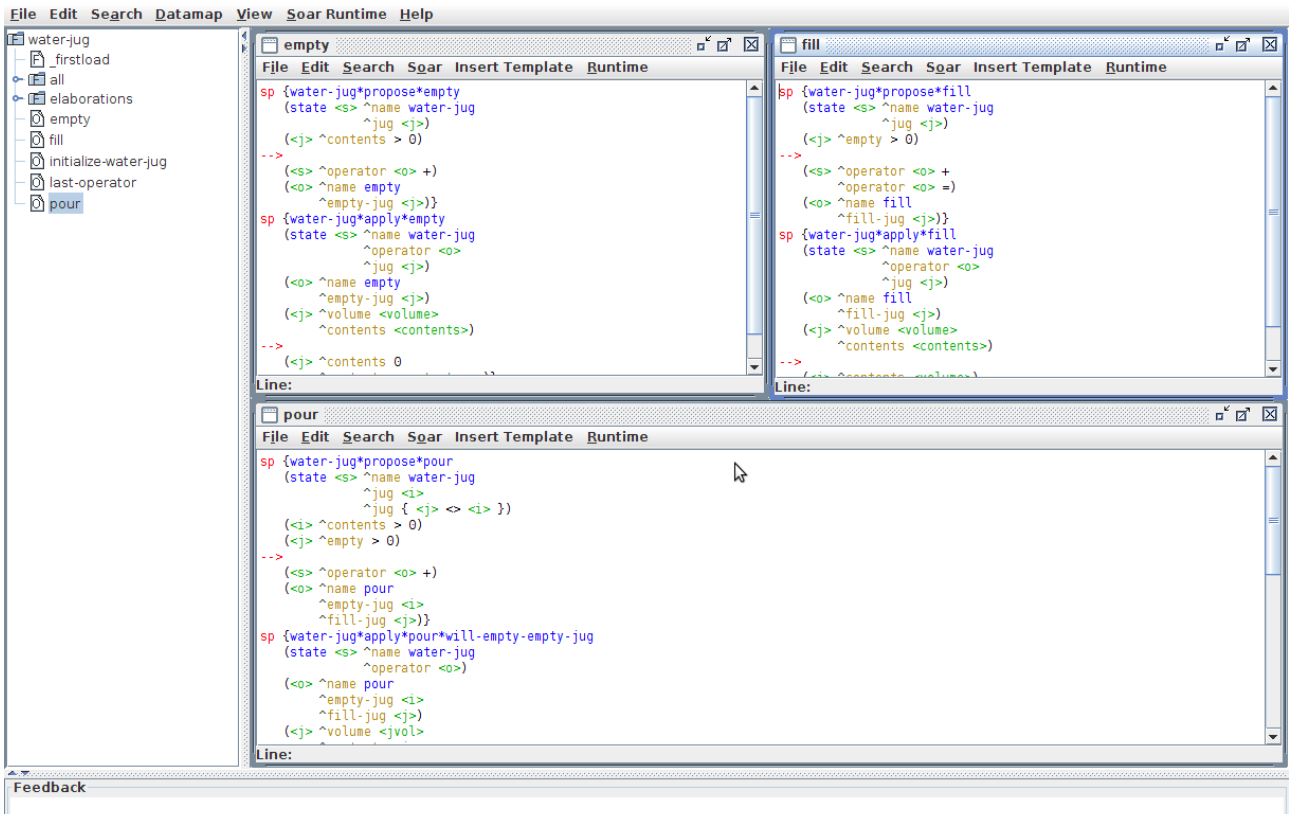 File Edit Search Datamap View Soar Runtime Help
water-jug
_firstload
all
elaborations
empty
fill
initialize-water-jug
last-operator
pour
empty
File Edit Search Soar Insert Template Runtime
sp {water-jug*propose*empty
(state <s> ^name water-jug
^jug <j>)
(<j> ^contents > 0)
-->
(<s> ^operator <o> +)
(<o> ^name empty
^empty-jug <j>)}
sp {water-jug*apply*empty
(state <s> ^name water-jug
^operator <o>
^jug <j>)
(<o> ^name empty
^empty-jug <j>)
(<j> ^volume <volume>
^contents <contents>)
-->
(<j> ^contents 0
Line:
fill
File Edit Search Soar Insert Template Runtime
sp {water-jug*propose*fill
(state <s> ^name water-jug
^jug <j>)
(<j> ^empty > 0)
-->
(<s> ^operator <o> +
^operator <o> =)
(<o> ^name fill
^fill-jug <j>)}
sp {water-jug*apply*fill
(state <s> ^name water-jug
^operator <o>
^jug <j>)
(<o> ^name fill
^fill-jug <j>)
(<j> ^volume <volume>
^contents <contents>)
-->
(<j> ^contents <volume>)
Line:
pour
File Edit Search Soar Insert Template Runtime
sp {water-jug*propose*pour
(state <s> ^name water-jug
^jug <i>
^jug { <j> <> <i> })
(<i> ^contents > 0)
(<j> ^empty > 0)
-->
(<s> ^operator <o> +)
(<o> ^name pour
^empty-jug <i>
^fill-jug <j>)}
sp {water-jug*apply*pour*will-empty-empty-jug
(state <s> ^name water-jug
^operator <o>)
(<o> ^name pour
^empty-jug <i>
^fill-jug <j>)
(<j> ^volume <jvol>
Line:
Feedback